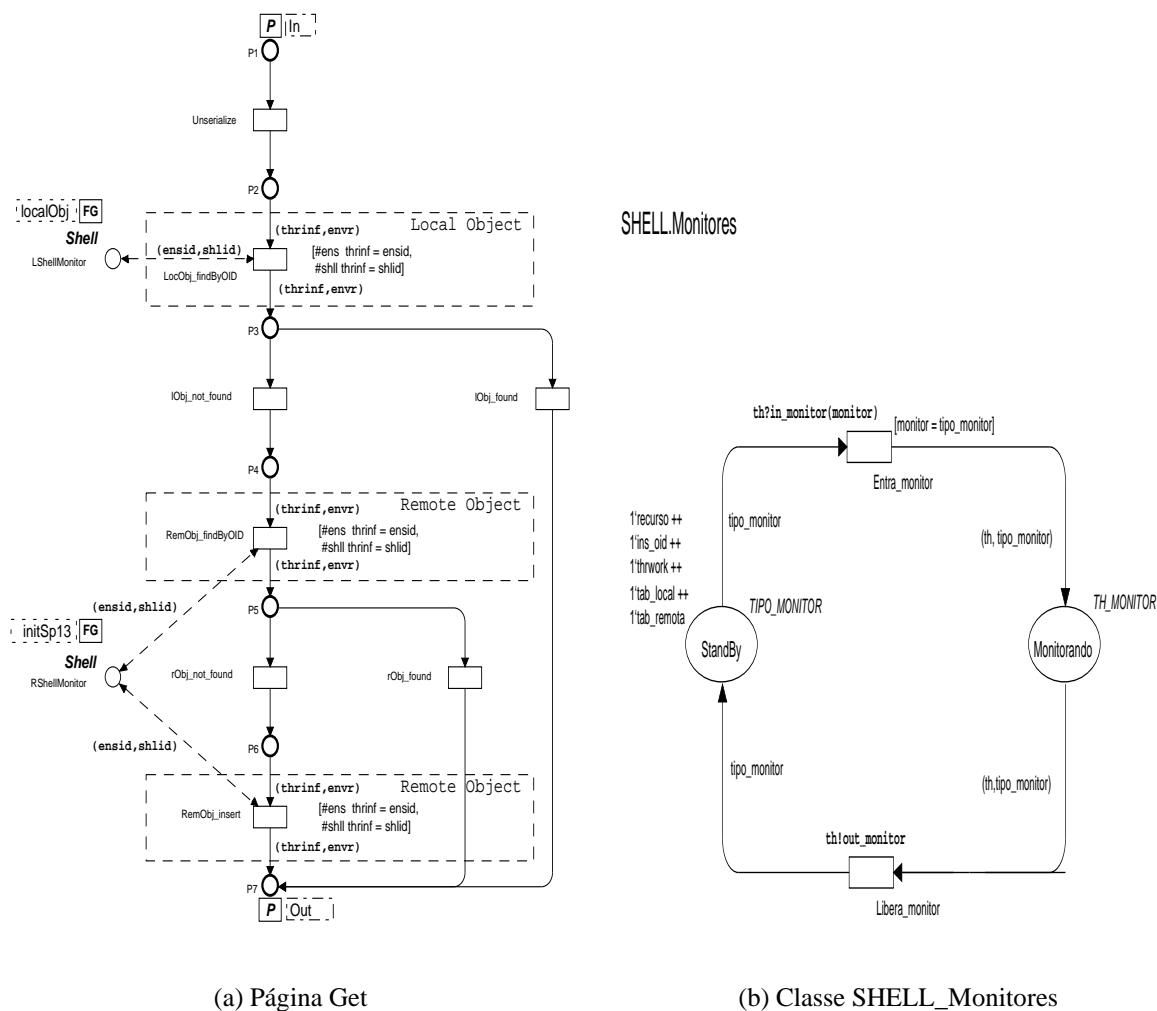 P In
P1
Unserialize
P2
localObj FG
Shell
LShellMonitor
(ensid,shlid)
Local Object
(thrinf,envr)
[#ens thrinf = ensid,
#shll thrinf = shlid]
LocObj_findByOID
(thrinf,envr)
P3
lObj_not_found
lObj_found
P4
Remote Object
(thrinf,envr)
RemObj_findByOID
[#ens thrinf = ensid,
#shll thrinf = shlid]
(thrinf,envr)
(ensid,shlid)
P5
initSp13 FG
Shell
RShellMonitor
rObj_not_found
rObj_found
(ensid,shlid)
P6
Remote Object
(thrinf,envr)
RemObj_insert
[#ens thrinf = ensid,
#shll thrinf = shlid]
(thrinf,envr)
P7
P Out
(a) Página Get
SHELL.Monitores
th?in_monitor(monitor)
[monitor = tipo_monitor]
Entra_monitor
tipo_monitor
(th, tipo_monitor)
1'recurso ++
1'ins_oid ++
1'thrwork ++
1'tab_local ++
1'tab_remota
TIPO_MONITOR
TH_MONITOR
StandBy
Monitorando
tipo_monitor
(th,tipo_monitor)
th!out_monitor
Libera_monitor
(b) Classe SHELL_Monitores